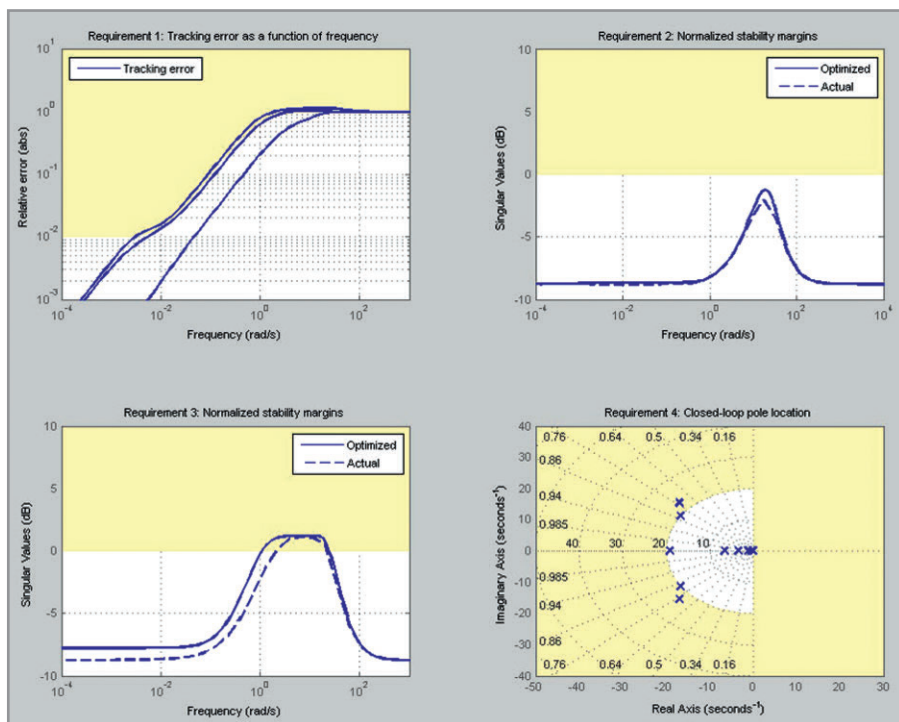 Requirement 1: Tracking error as a function of frequency
10^1
10^0
10^-1
10^-2
10^-3
Relative error (abs)
Tracking error
10^-4
10^-2
10^0
10^2
Frequency (rad/s)
Requirement 2: Normalized stability margins
10
5
0
-5
-10
Singular Values (dB)
Optimized
Actual
10^-4
10^-2
10^0
10^2
10^4
Frequency (rad/s)
Requirement 3: Normalized stability margins
10
5
0
-5
-10
Singular Values (dB)
Optimized
Actual
10^-4
10^-2
10^0
10^2
Frequency (rad/s)
Requirement 4: Closed-loop pole location
40
30
20
10
0
-10
-20
-30
-40
Imaginary Axis (seconds^-1)
0.76 0.64 0.5 0.34 0.16
0.86
0.94
0.985
40 30 20 10
0.985
0.94
0.86
0.76 0.64 0.5 0.34 0.16
-50 -40 -30 -20 -10 0 10 20 30
Real Axis (seconds^-1)